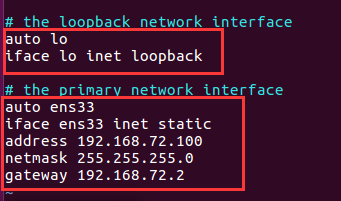 # the loopback network interface
auto lo
iface lo inet loopback
# the primary network interface
auto ens33
iface ens33 inet static
address 192.168.72.100
netmask 255.255.255.0
gateway 192.168.72.2
~